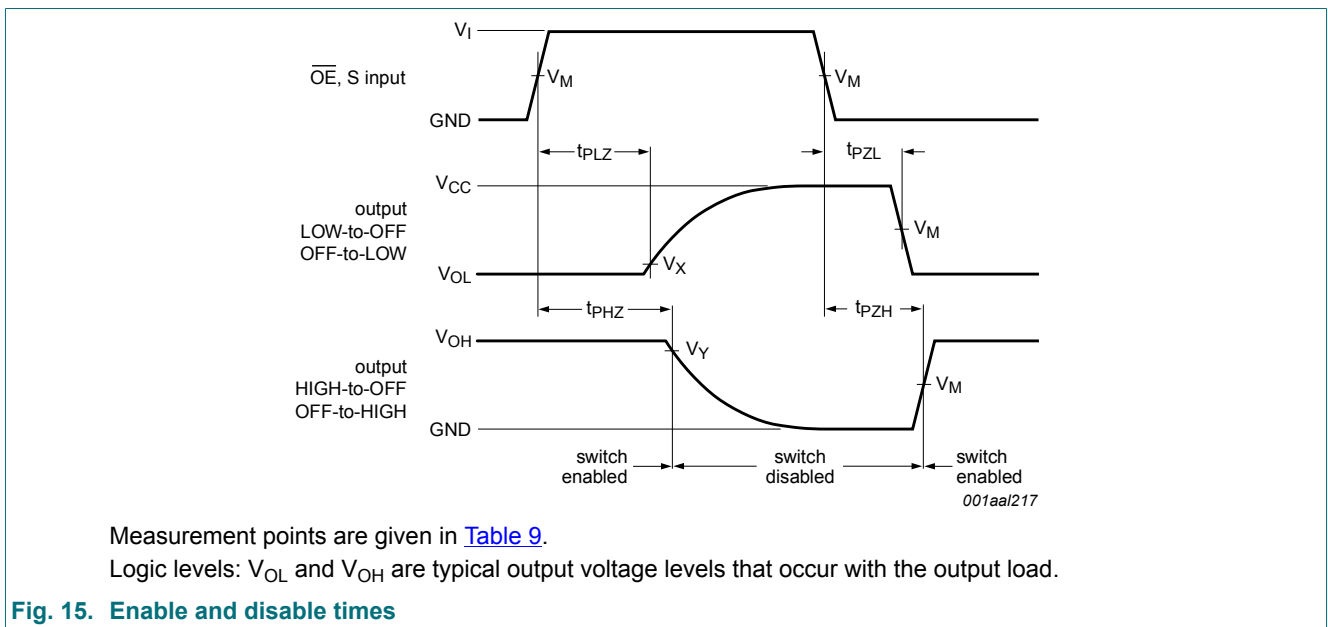 V_I
O̅E̅, S input
V_M
V_M
GND
t_PLZ
t_PZL
V_CC
output
LOW-to-OFF
OFF-to-LOW
V_M
V_OL
V_X
t_PHZ
t_PZH
V_OH
V_Y
output
HIGH-to-OFF
OFF-to-HIGH
V_M
GND
switch
enabled
switch
disabled
switch
enabled
001aal217
Measurement points are given in Table 9.
Logic levels: V_OL and V_OH are typical output voltage levels that occur with the output load.
Fig. 15. Enable and disable times